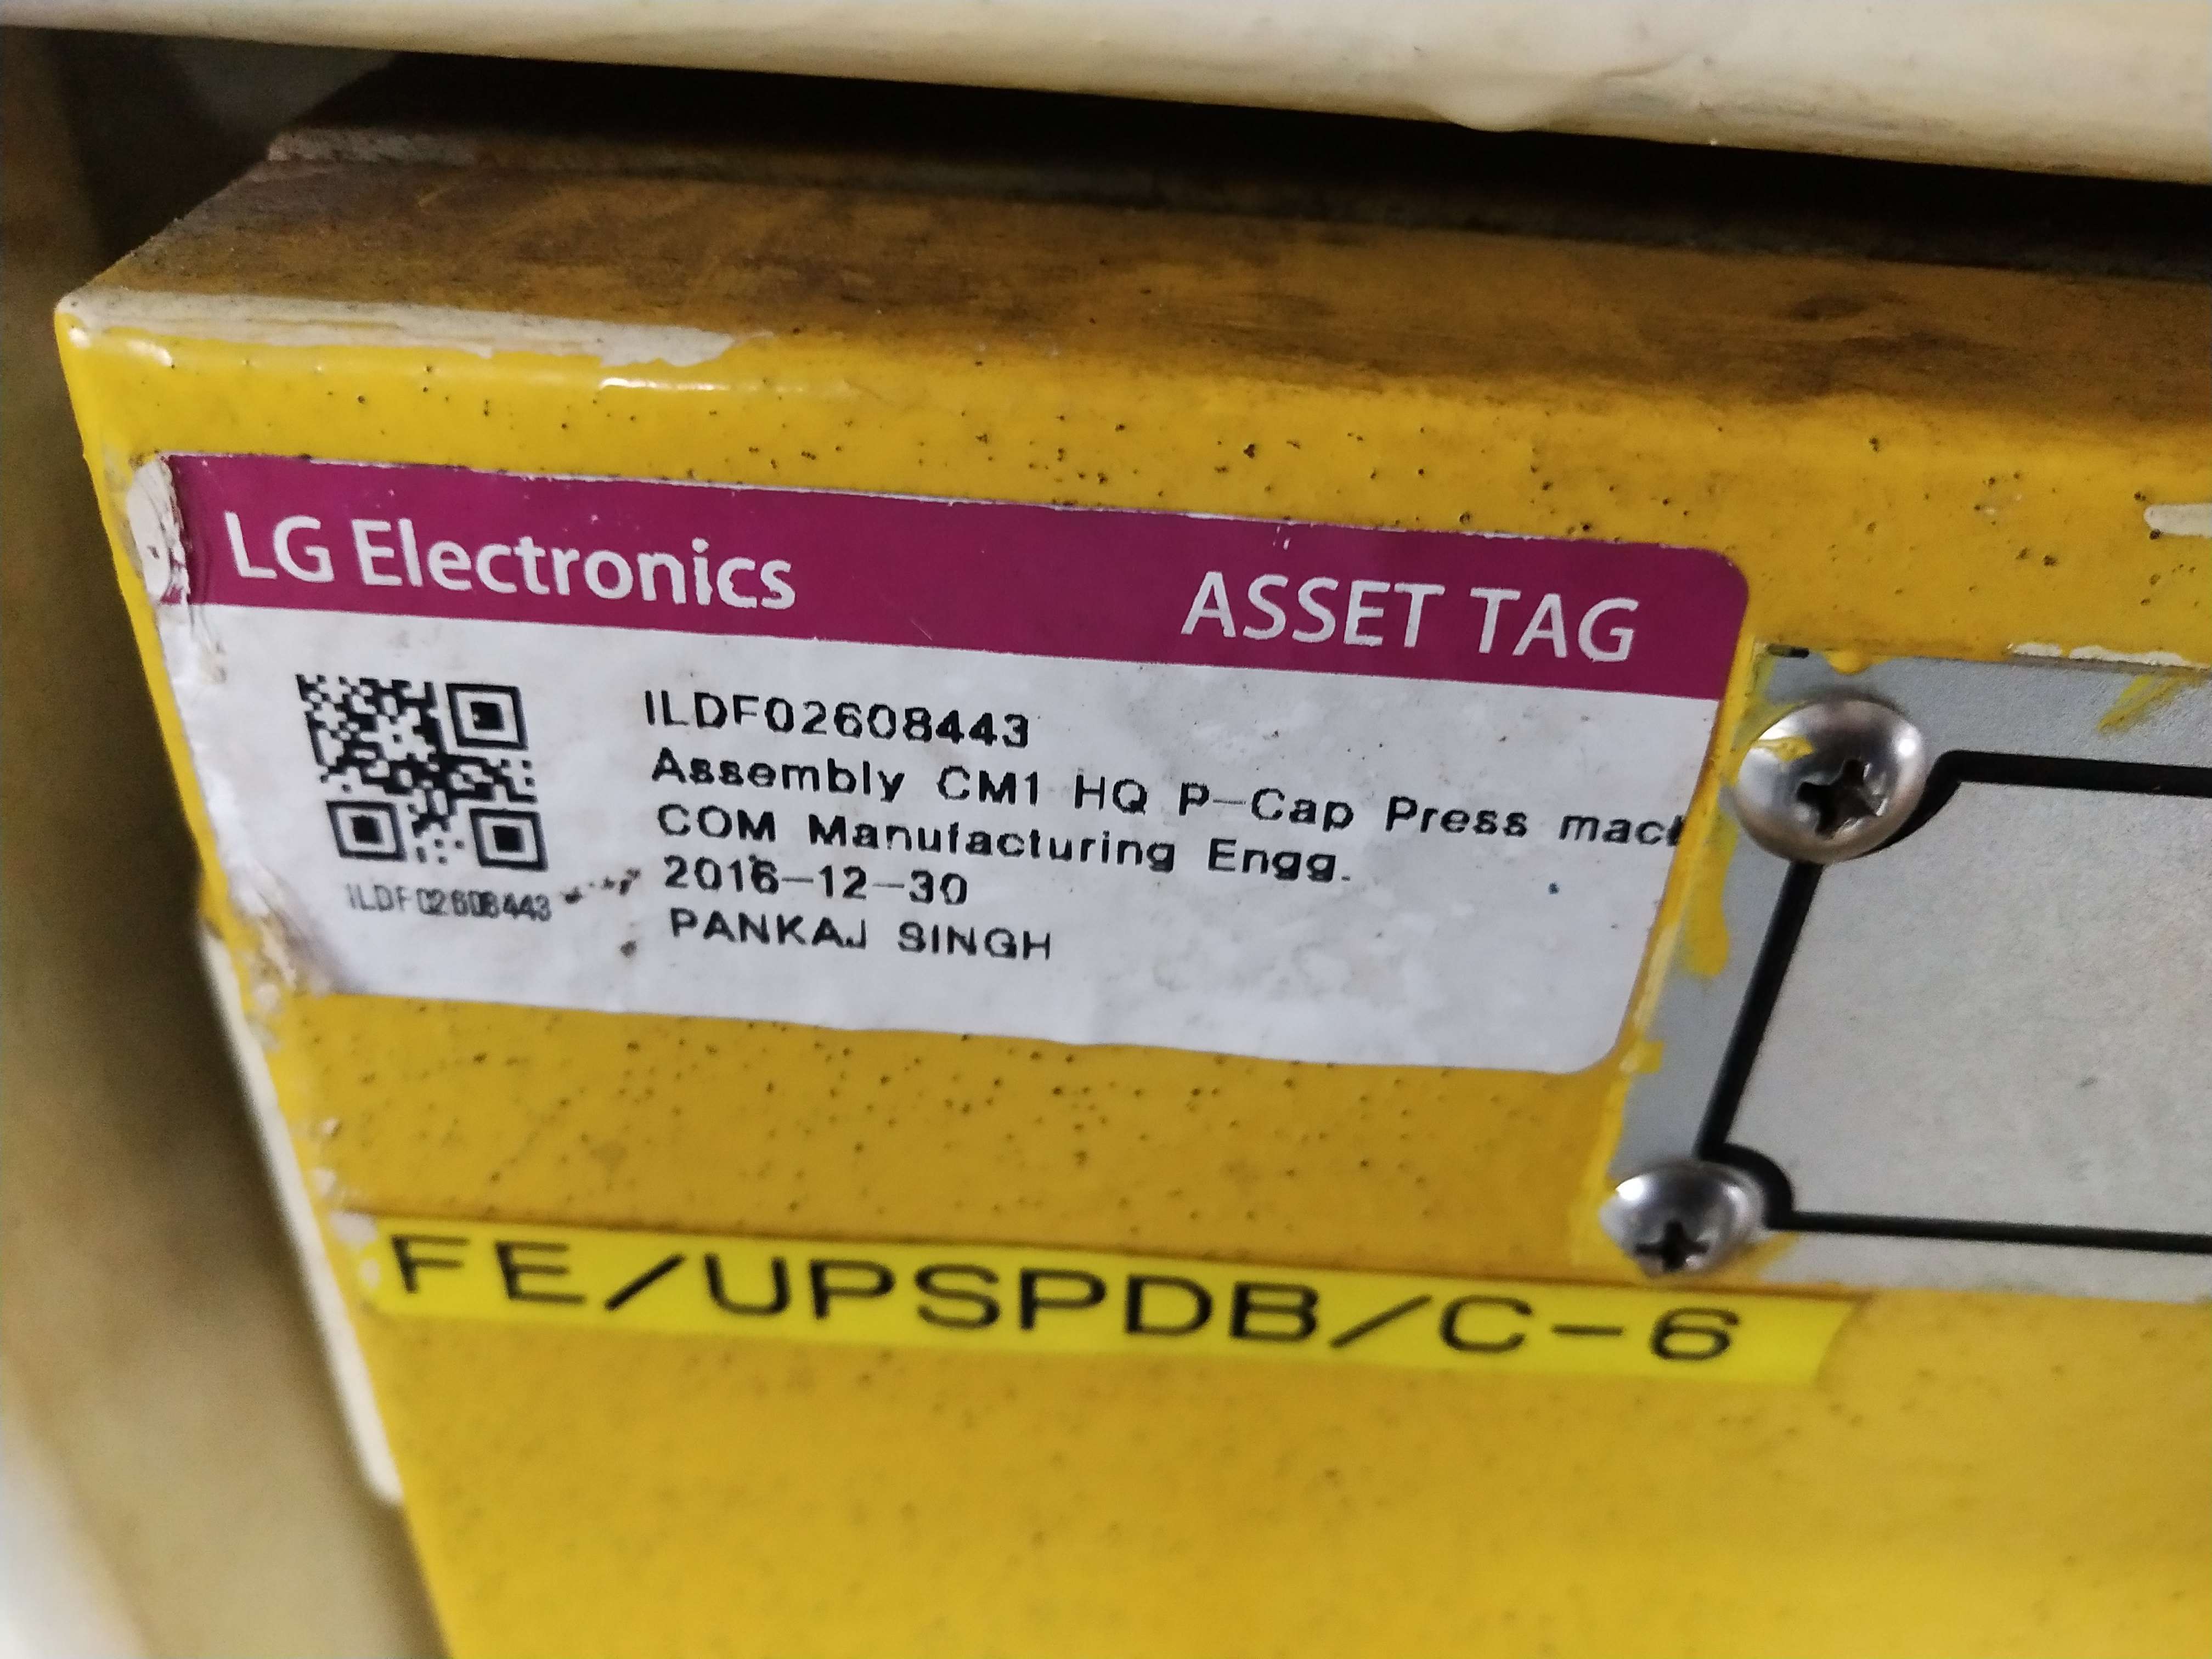 LG Electronics ASSET TAG
ILDF02608443
Assembly CM1 HQ P-Cap Press mach
COM Manufacturing Engg.
2016-12-30
PANKAJ SINGH
ILDF02608443
FE/UPSPDB/C-6